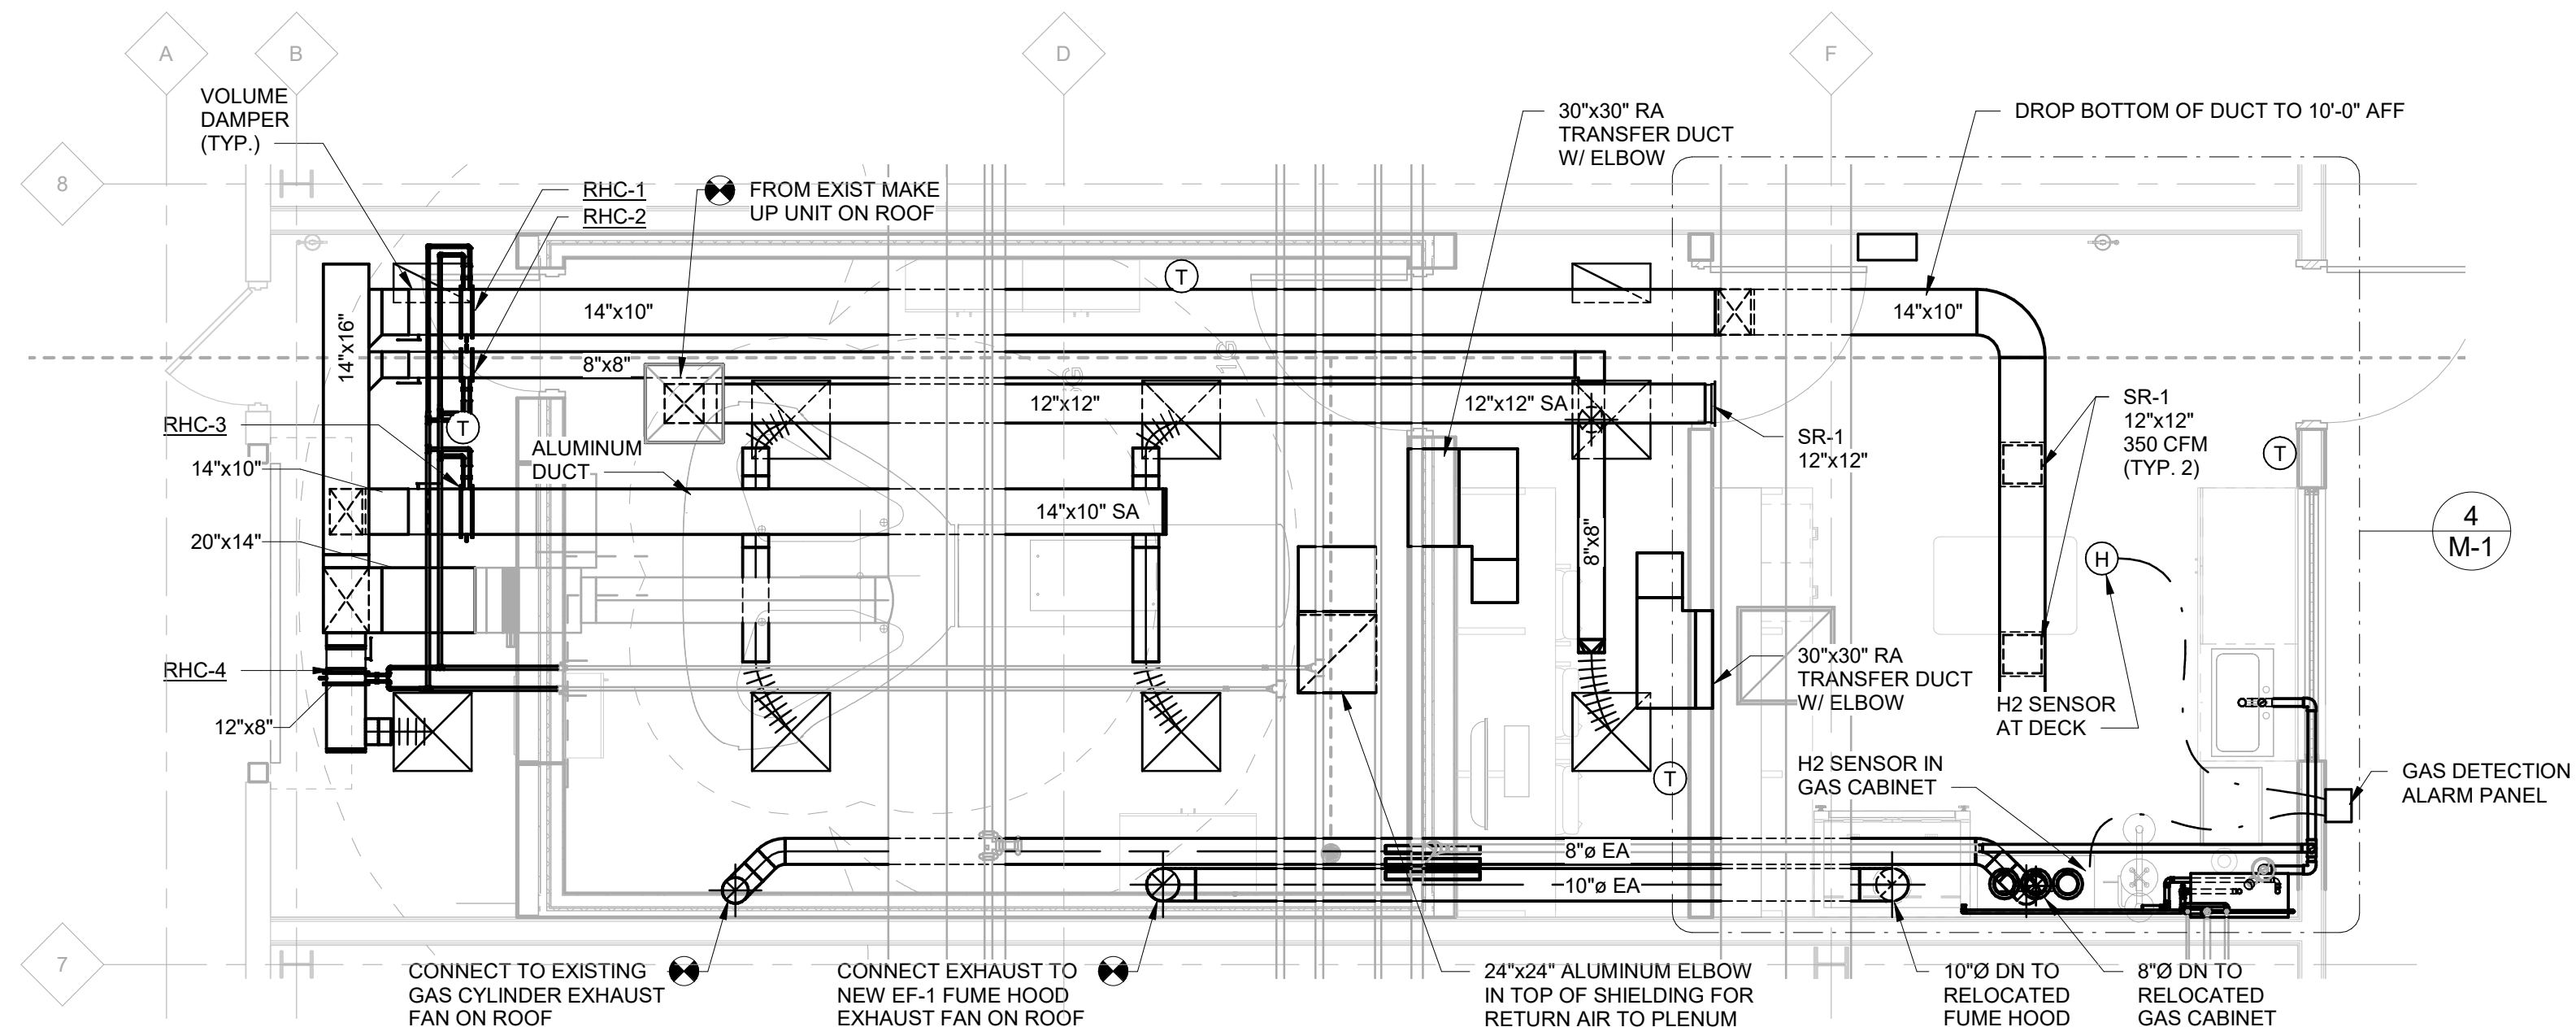 A
B
D
F
8
7
VOLUME
DAMPER
(TYP.)
RHC-1
RHC-2
FROM EXIST MAKE
UP UNIT ON ROOF
30"x30" RA
TRANSFER DUCT
W/ ELBOW
DROP BOTTOM OF DUCT TO 10'-0" AFF
T
14"x16"
14"x10"
14"x10"
8"x8"
12"x12"
12"x12" SA
SR-1
12"x12"
SR-1
12"x12"
350 CFM
(TYP. 2)
T
RHC-3
T
14"x10"
ALUMINUM
DUCT
14"x10" SA
20"x14"
8"x8"
4
M-1
H
RHC-4
12"x8"
30"x30" RA
TRANSFER DUCT
W/ ELBOW
H2 SENSOR
AT DECK
T
H2 SENSOR IN
GAS CABINET
GAS DETECTION
ALARM PANEL
8"ø EA
10"ø EA
CONNECT TO EXISTING
GAS CYLINDER EXHAUST
FAN ON ROOF
CONNECT EXHAUST TO
NEW EF-1 FUME HOOD
EXHAUST FAN ON ROOF
24"x24" ALUMINUM ELBOW
IN TOP OF SHIELDING FOR
RETURN AIR TO PLENUM
10"Ø DN TO
RELOCATED
FUME HOOD
8"Ø DN TO
RELOCATED
GAS CABINET